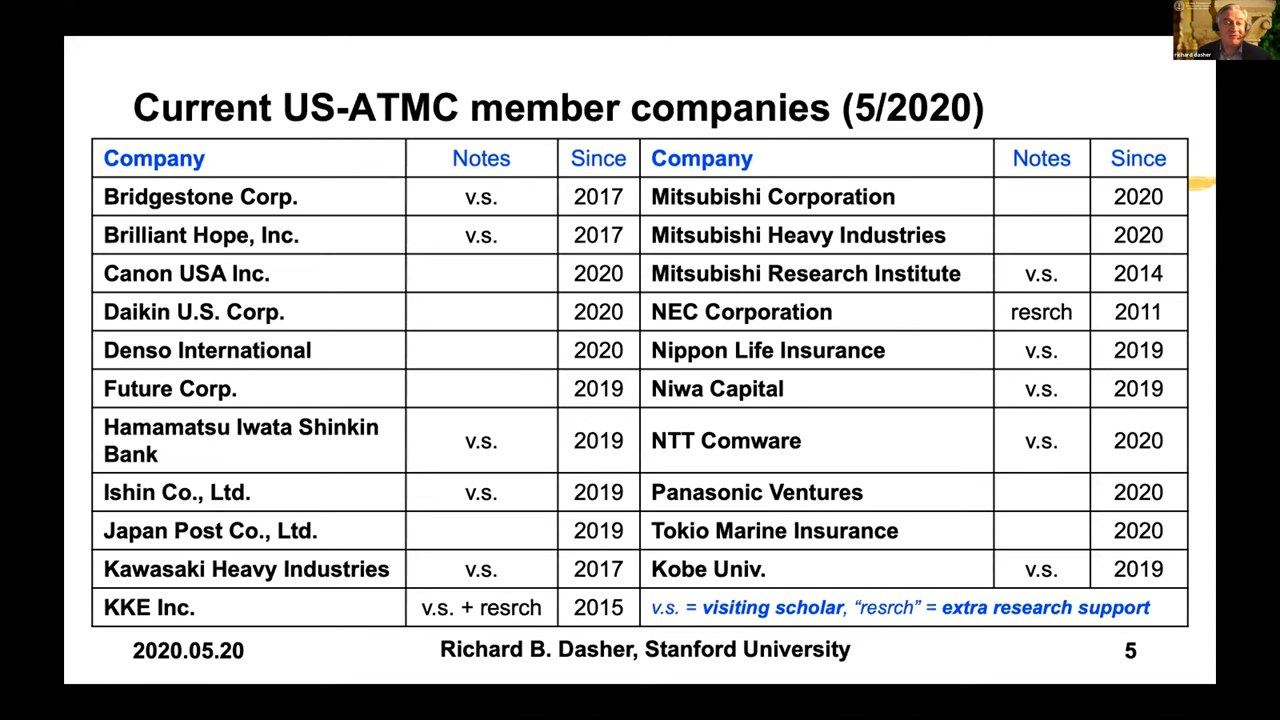 richard dasher
Current US-ATMC member companies (5/2020)
Company Notes Since Company Notes Since
Bridgestone Corp. v.s. 2017 Mitsubishi Corporation 2020
Brilliant Hope, Inc. v.s. 2017 Mitsubishi Heavy Industries 2020
Canon USA Inc. 2020 Mitsubishi Research Institute v.s. 2014
Daikin U.S. Corp. 2020 NEC Corporation resrch 2011
Denso International 2020 Nippon Life Insurance v.s. 2019
Future Corp. 2019 Niwa Capital v.s. 2019
Hamamatsu Iwata Shinkin
Bank v.s. 2019 NTT Comware v.s. 2020
Ishin Co., Ltd. v.s. 2019 Panasonic Ventures 2020
Japan Post Co., Ltd. 2019 Tokio Marine Insurance 2020
Kawasaki Heavy Industries v.s. 2017 Kobe Univ. v.s. 2019
KKE Inc. v.s. + resrch 2015 v.s. = visiting scholar, “resrch” = extra research support
2020.05.20 Richard B. Dasher, Stanford University 5